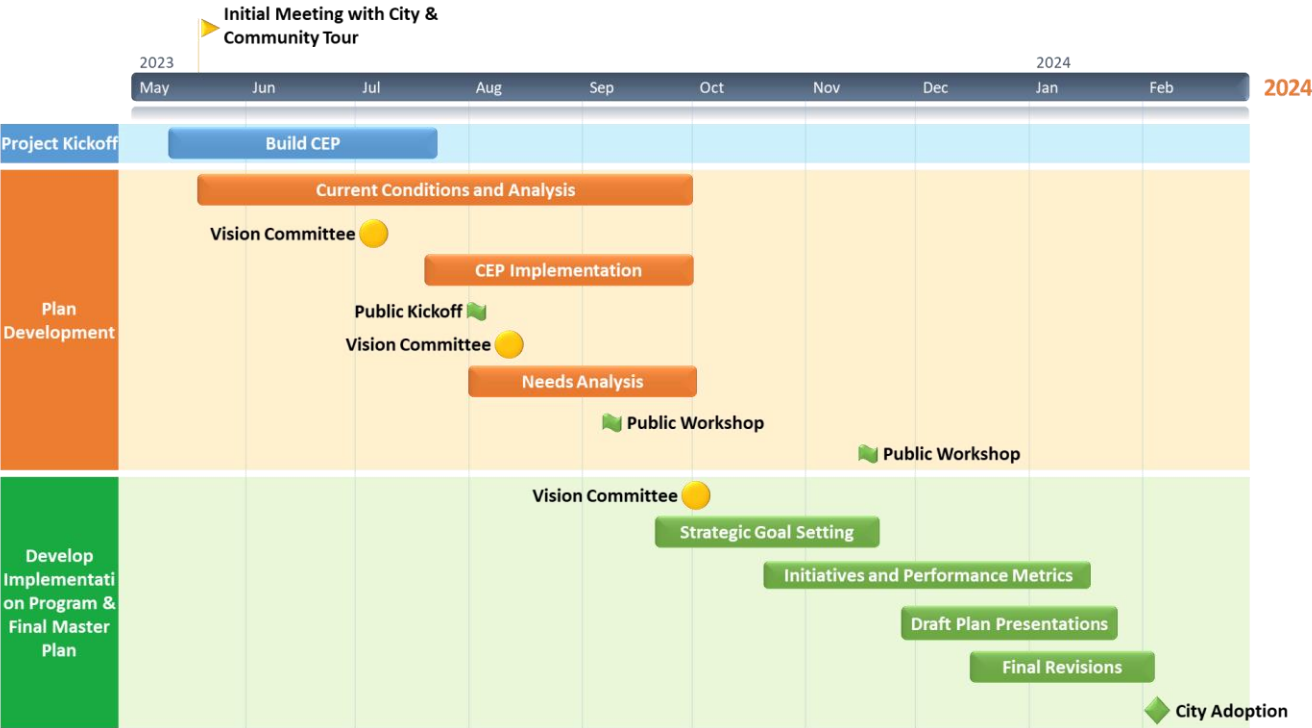 Initial Meeting with City &
Community Tour
2023
2024
May Jun Jul Aug Sep Oct Nov Dec Jan Feb
2024
Project Kickoff
Build CEP
Plan
Development
Current Conditions and Analysis
Vision Committee
CEP Implementation
Public Kickoff
Vision Committee
Needs Analysis
Public Workshop
Public Workshop
Develop
Implementati
on Program &
Final Master
Plan
Vision Committee
Strategic Goal Setting
Initiatives and Performance Metrics
Draft Plan Presentations
Final Revisions
City Adoption